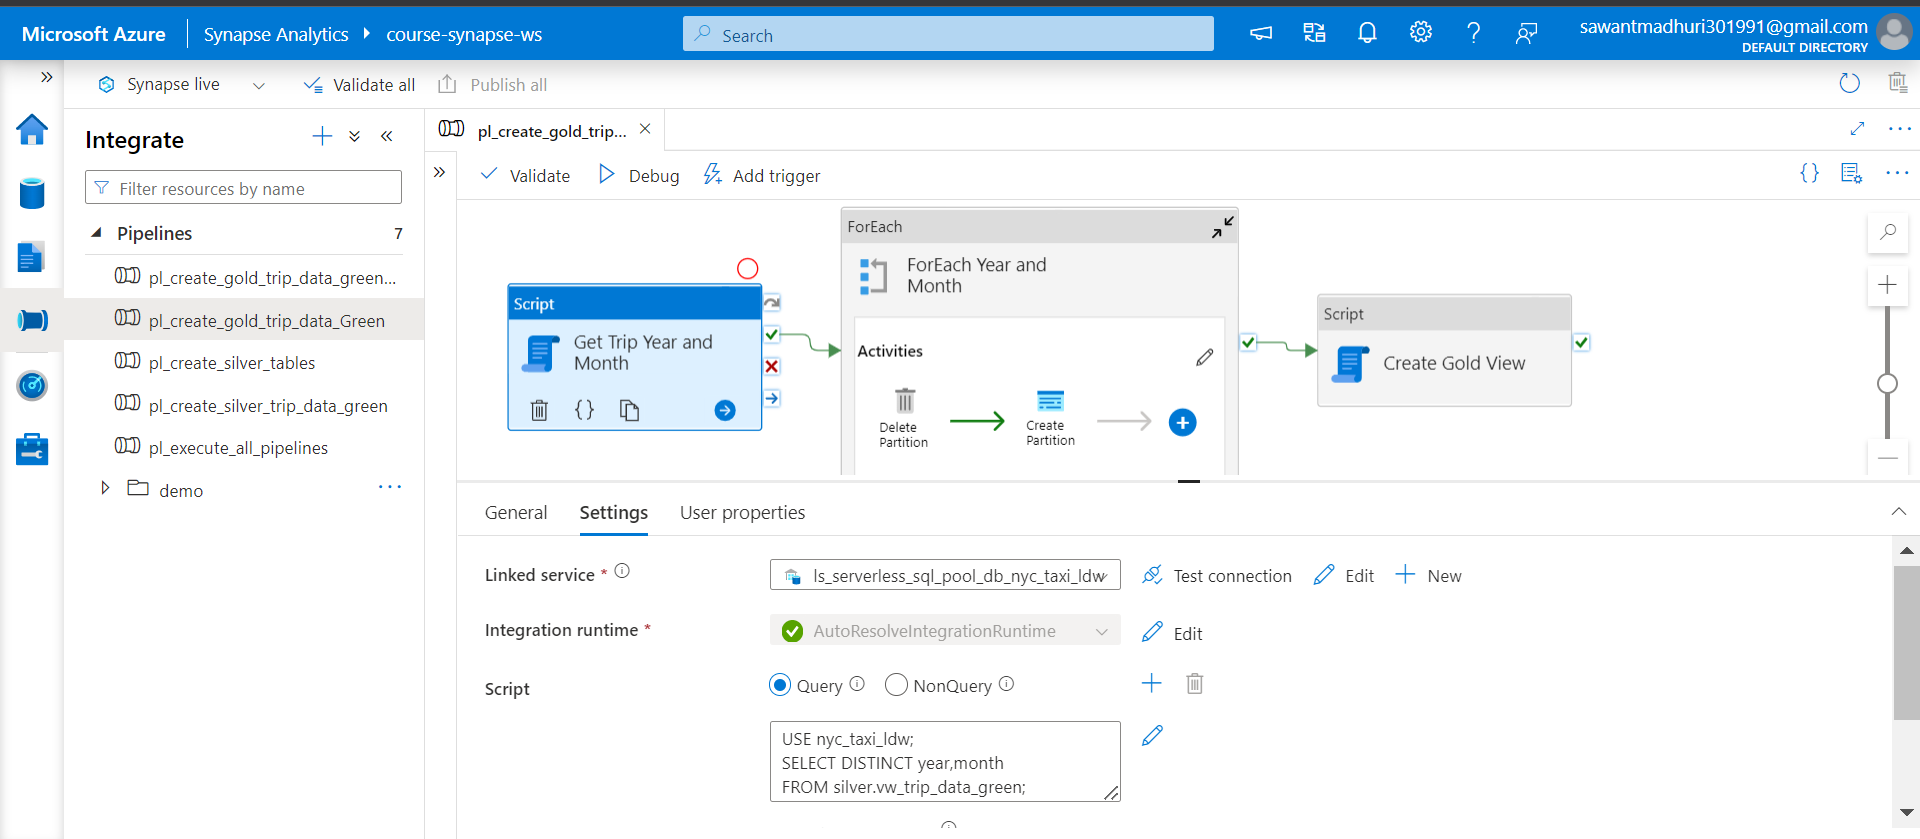 Microsoft Azure
Synapse Analytics
course-synapse-ws
Search
sawantmadhuri301991@gmail.com
DEFAULT DIRECTORY
Synapse live
Validate all
Publish all
Integrate
Filter resources by name
Pipelines
7
pl_create_gold_trip_data_green...
pl_create_gold_trip_data_Green
pl_create_silver_tables
pl_create_silver_trip_data_green
pl_execute_all_pipelines
demo
pl_create_gold_trip...
Validate
Debug
Add trigger
Script
Get Trip Year and
Month
ForEach
ForEach Year and
Month
Activities
Delete
Partition
Create
Partition
Script
Create Gold View
General
Settings
User properties
Linked service *
ls_serverless_sql_pool_db_nyc_taxi_ldw
Test connection
Edit
New
Integration runtime *
AutoResolveIntegrationRuntime
Edit
Script
Query
NonQuery
USE nyc_taxi_ldw;
SELECT DISTINCT year,month
FROM silver.vw_trip_data_green;